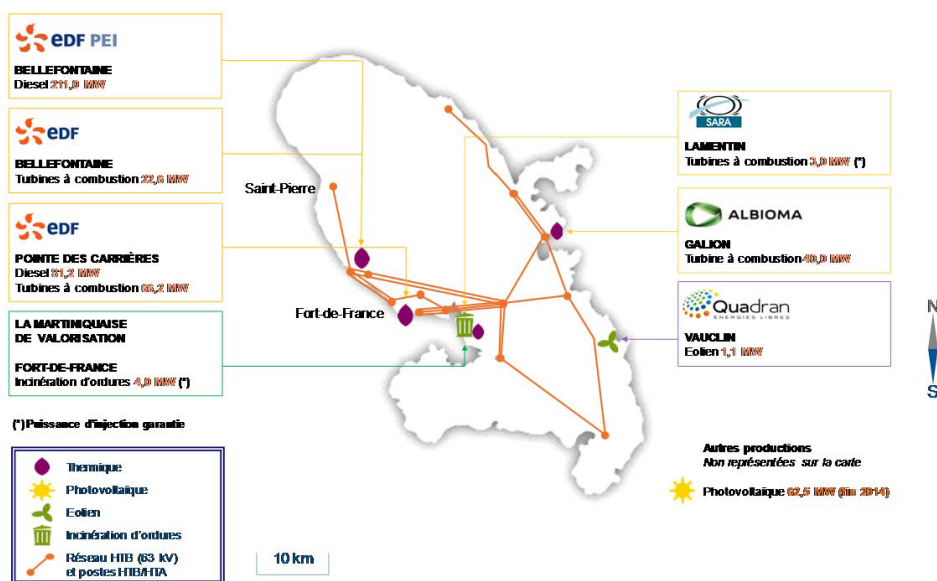 eDF PEI
BELLEFONTAINE
Diesel 211,0 MW
eDF
BELLEFONTAINE
Turbines à combustion 22,6 MW
eDF
POINTE DES CARRIÈRES
Diesel 81,2 MW
Turbines à combustion 66,2 MW
LA MARTINIQUAISE
DE VALORISATION
FORT-DE-FRANCE
Incinération d'ordures 4,0 MW (*)
(*) Puissance d'injection garantie
Thermique
Photovoltaïque
Eolien
Incinération d'ordures
Réseau HTB (63 kV)
et postes HTB/HTA
10 km
Saint-Pierre
Fort-de-France
SARA
LAMENTIN
Turbines à combustion 3,0 MW (*)
ALBIOMA
GALION
Turbine à combustion 40,0 MW
Quadran
ENERGIES LIBRES
VAUCLIN
Eolien 1,1 MW
N
S
Autres productions
Non représentées sur la carte
Photovoltaïque 62,5 MW (fin 2014)